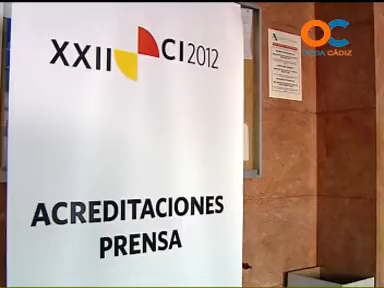 XXII CI 2012
OC
ONDA CÁDIZ
ACREDITACIONES
PRENSA